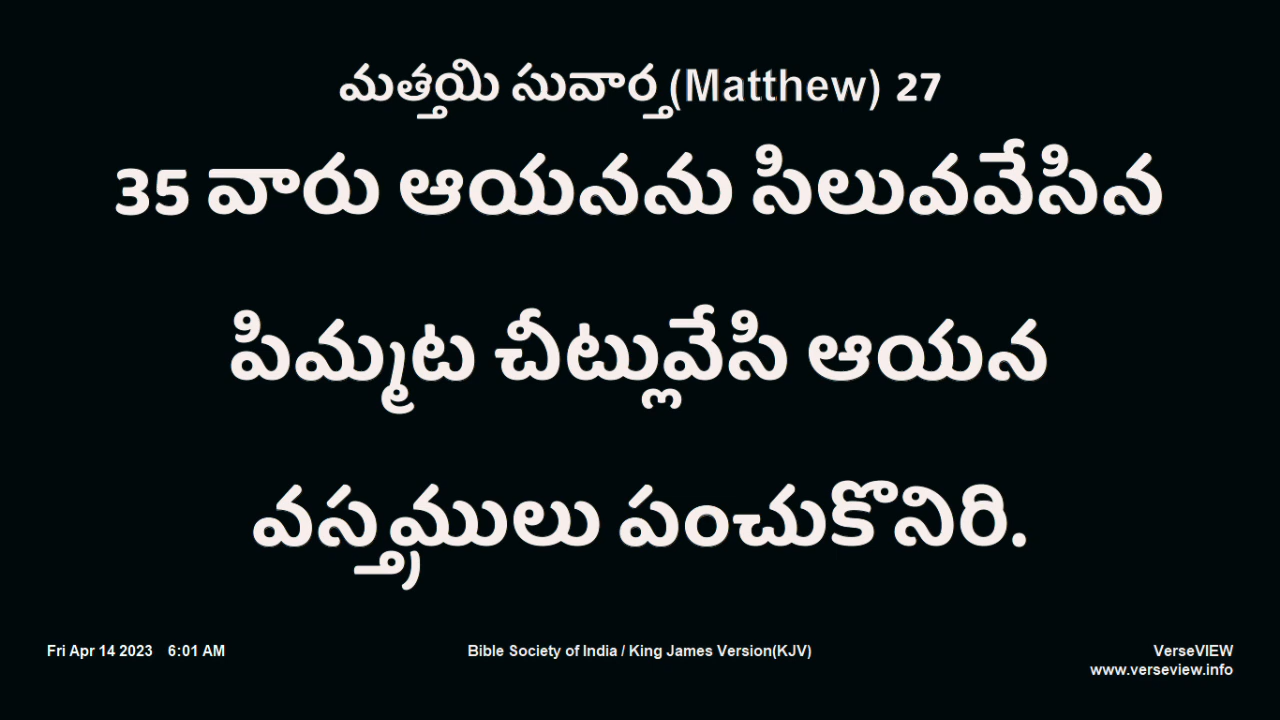 మత్తయి సువార్త (Matthew) 27
35 వారు ఆయనను సిలువవేసిన
పిమ్మట చీట్లువేసి ఆయన
వస్త్రములు పంచుకొనిరి.
Fri Apr 14 2023 6:01 AM
Bible Society of India / King James Version(KJV)
VerseVIEW
www.verseview.info